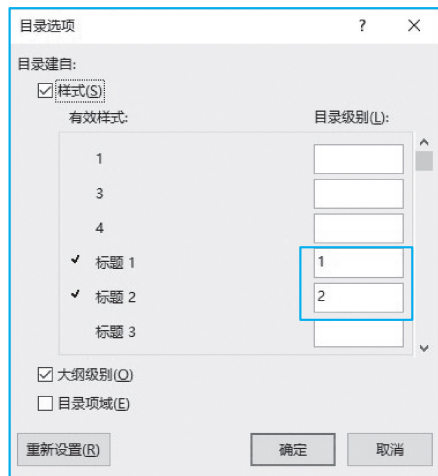 目录选项
目录建自:
样式(S)
有效样式: 目录级别(L):
1
3
4
标题 1 1
标题 2 2
标题 3
大纲级别(O)
目录项域(E)
重新设置(R) 确定 取消